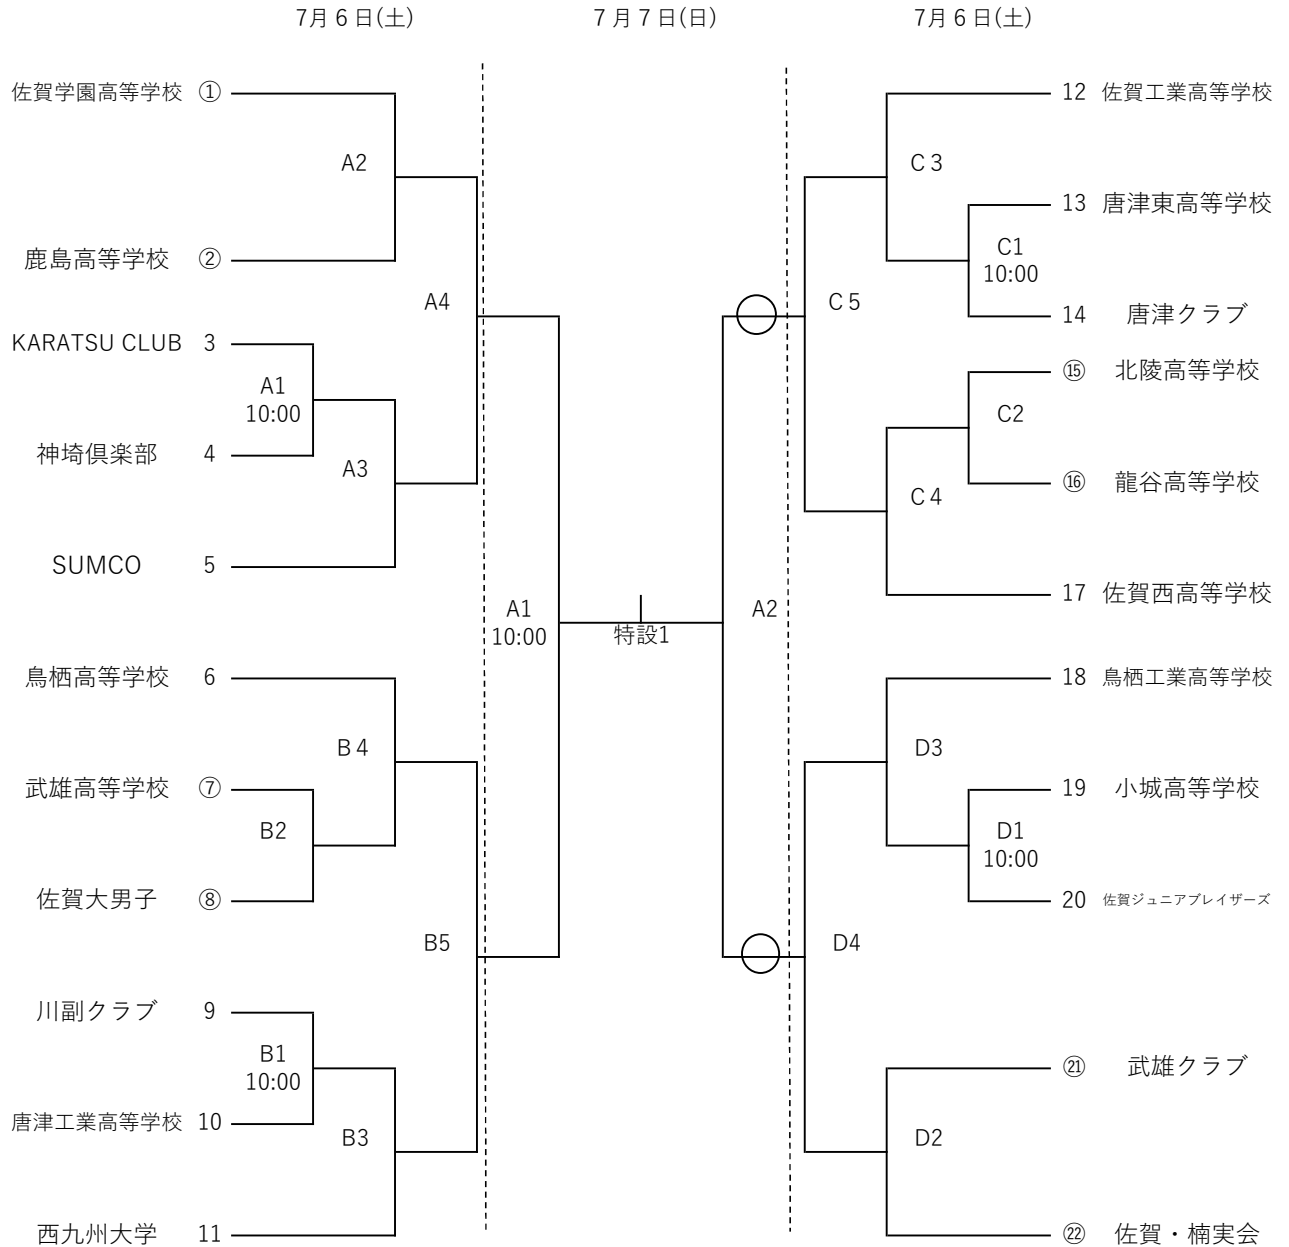 7月６日(土)
７月７日(日)
7月６日(土)
佐賀学園高等学校 ①
A2
鹿島高等学校 ②
A4
KARATSU CLUB 3
A1
10:00
神埼倶楽部 4
A3
SUMCO 5
A1
10:00
鳥栖高等学校 6
B４
武雄高等学校 ⑦
B2
佐賀大男子 ⑧
B5
川副クラブ 9
B1
10:00
唐津工業高等学校 10
B3
西九州大学 11
特設1
12 佐賀工業高等学校
C３
13 唐津東高等学校
C1
10:00
C５
14 唐津クラブ
⑮ 北陵高等学校
C2
⑯ 龍谷高等学校
C４
17 佐賀西高等学校
A2
18 鳥栖工業高等学校
D3
19 小城高等学校
D1
10:00
20 佐賀ジュニアブレイザーズ
D4
㉑ 武雄クラブ
D2
㉒ 佐賀・楠実会